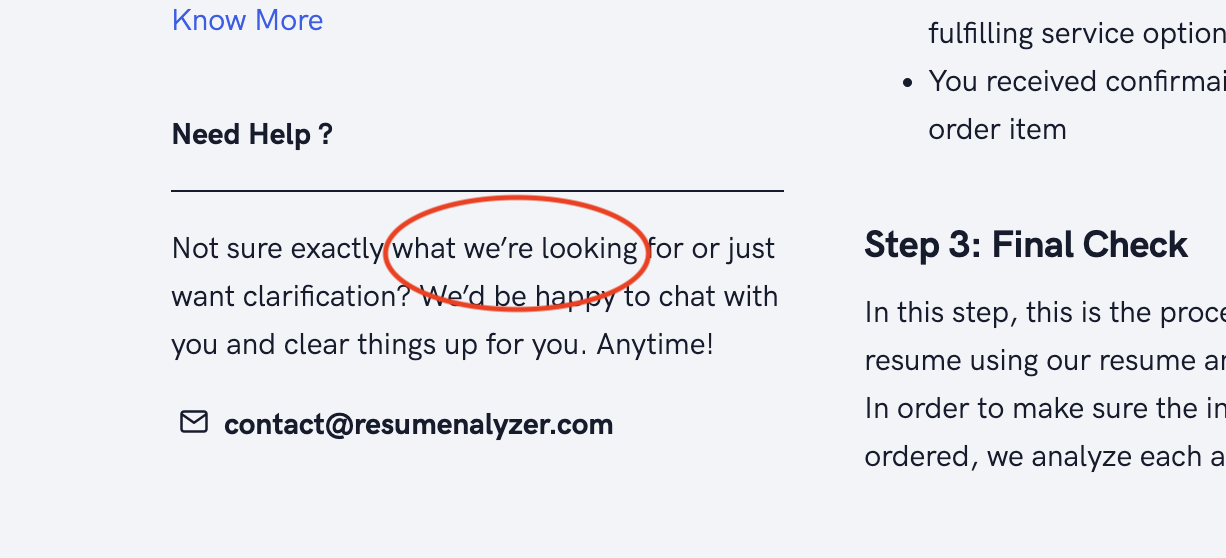 Know More
Need Help ?
Not sure exactly what we’re looking for or just
want clarification? We’d be happy to chat with
you and clear things up for you. Anytime!
contact@resumenalyzer.com
fulfilling service option
You received confirmai
order item
Step 3: Final Check
In this step, this is the proce
resume using our resume an
In order to make sure the in
ordered, we analyze each a